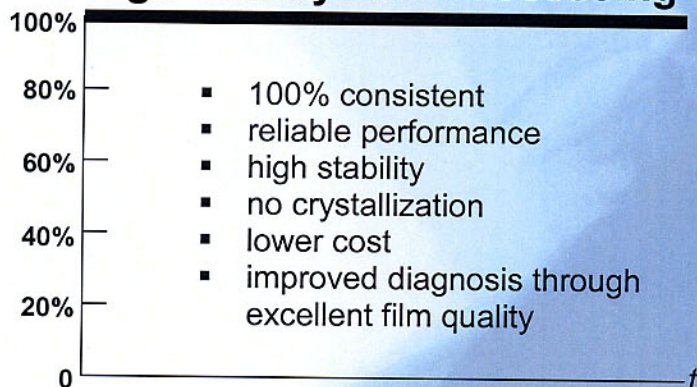 100%
80%
60%
40%
20%
0
▪ 100% consistent
▪ reliable performance
▪ high stability
▪ no crystallization
▪ lower cost
▪ improved diagnosis through
excellent film quality